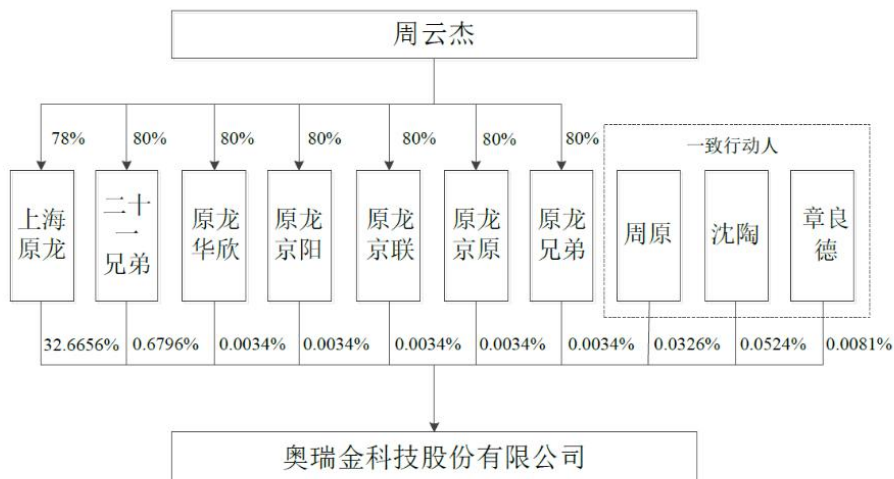 周云杰
78%
80%
80%
80%
80%
80%
80%
一致行动人
上海
原龙
二十
一
兄弟
原龙
华欣
原龙
京阳
原龙
京联
原龙
京原
原龙
兄弟
周原
沈陶
章良
德
32.6656%
0.6796%
0.0034%
0.0034%
0.0034%
0.0034%
0.0034%
0.0326%
0.0524%
0.0081%
奥瑞金科技股份有限公司